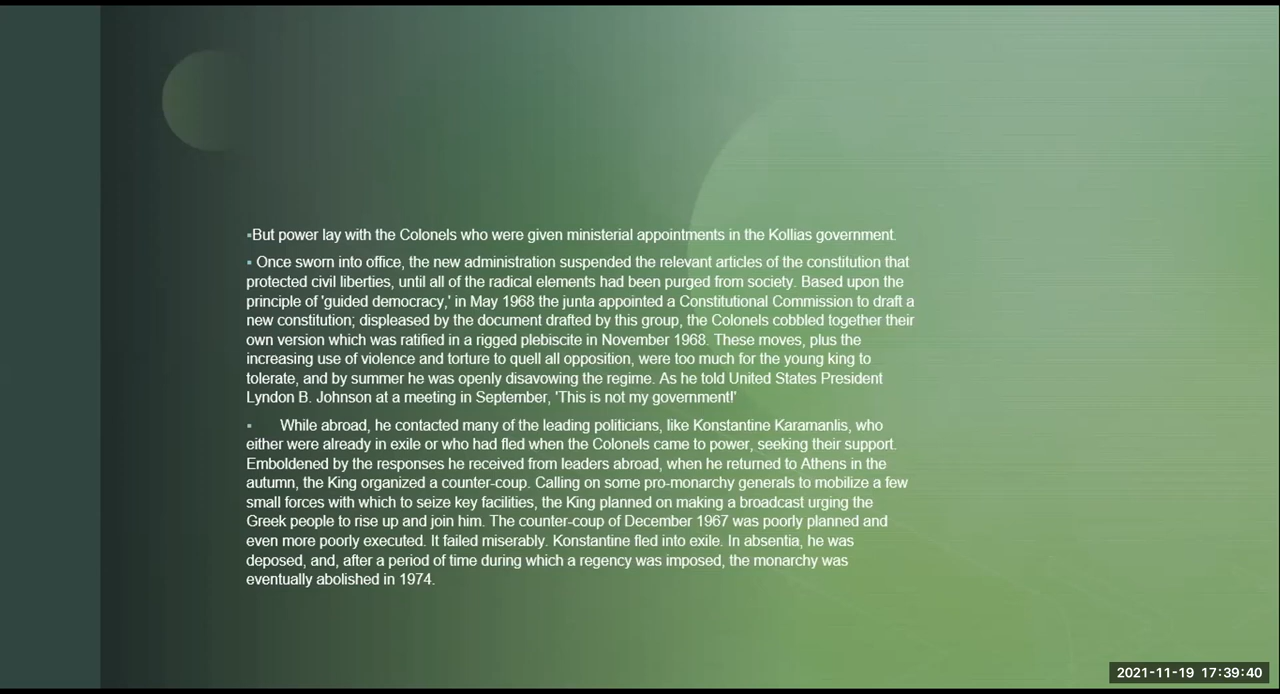 ▪But power lay with the Colonels who were given ministerial appointments in the Kollias government.
▪ Once sworn into office, the new administration suspended the relevant articles of the constitution that
protected civil liberties, until all of the radical elements had been purged from society. Based upon the
principle of 'guided democracy,' in May 1968 the junta appointed a Constitutional Commission to draft a
new constitution; displeased by the document drafted by this group, the Colonels cobbled together their
own version which was ratified in a rigged plebiscite in November 1968. These moves, plus the
increasing use of violence and torture to quell all opposition, were too much for the young king to
tolerate, and by summer he was openly disavowing the regime. As he told United States President
Lyndon B. Johnson at a meeting in September, 'This is not my government!'
▪ While abroad, he contacted many of the leading politicians, like Konstantine Karamanlis, who
either were already in exile or who had fled when the Colonels came to power, seeking their support.
Emboldened by the responses he received from leaders abroad, when he returned to Athens in the
autumn, the King organized a counter-coup. Calling on some pro-monarchy generals to mobilize a few
small forces with which to seize key facilities, the King planned on making a broadcast urging the
Greek people to rise up and join him. The counter-coup of December 1967 was poorly planned and
even more poorly executed. It failed miserably. Konstantine fled into exile. In absentia, he was
deposed, and, after a period of time during which a regency was imposed, the monarchy was
eventually abolished in 1974.
2021-11-19 17:39:40